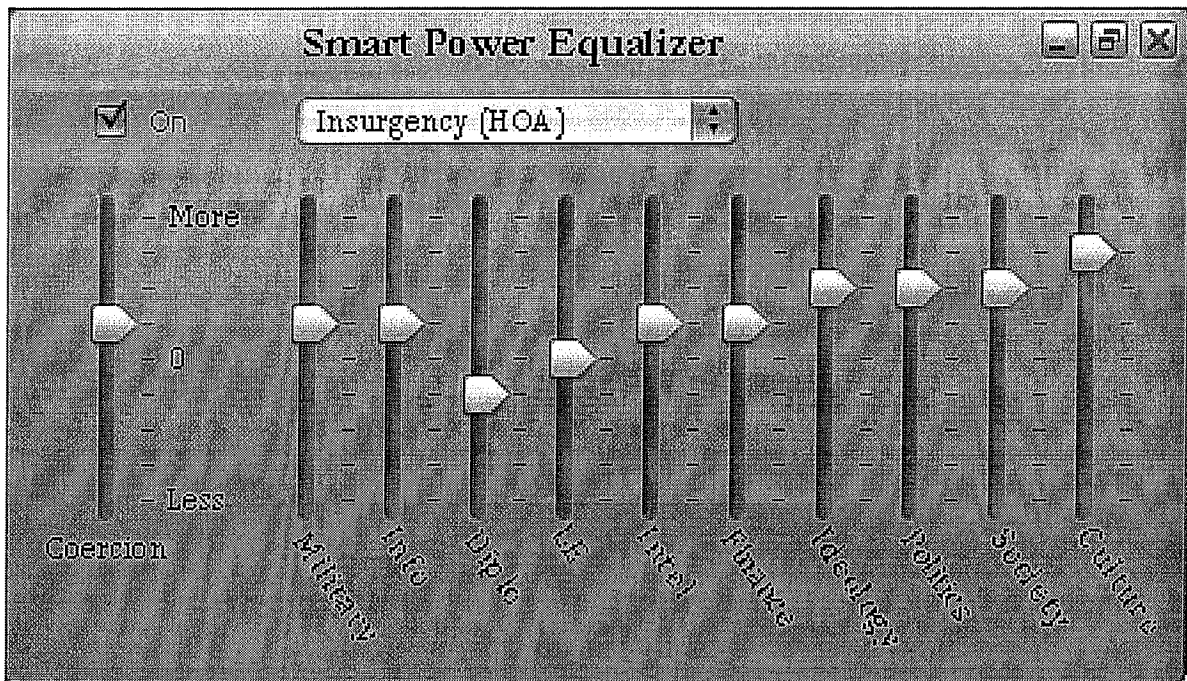 Smart Power Equalizer
On
Insurgency (HOA)
More
0
Less
Coercion
Military
Info
Diple
LE
Intel
Finance
Ideology
Politics
Society
Culture